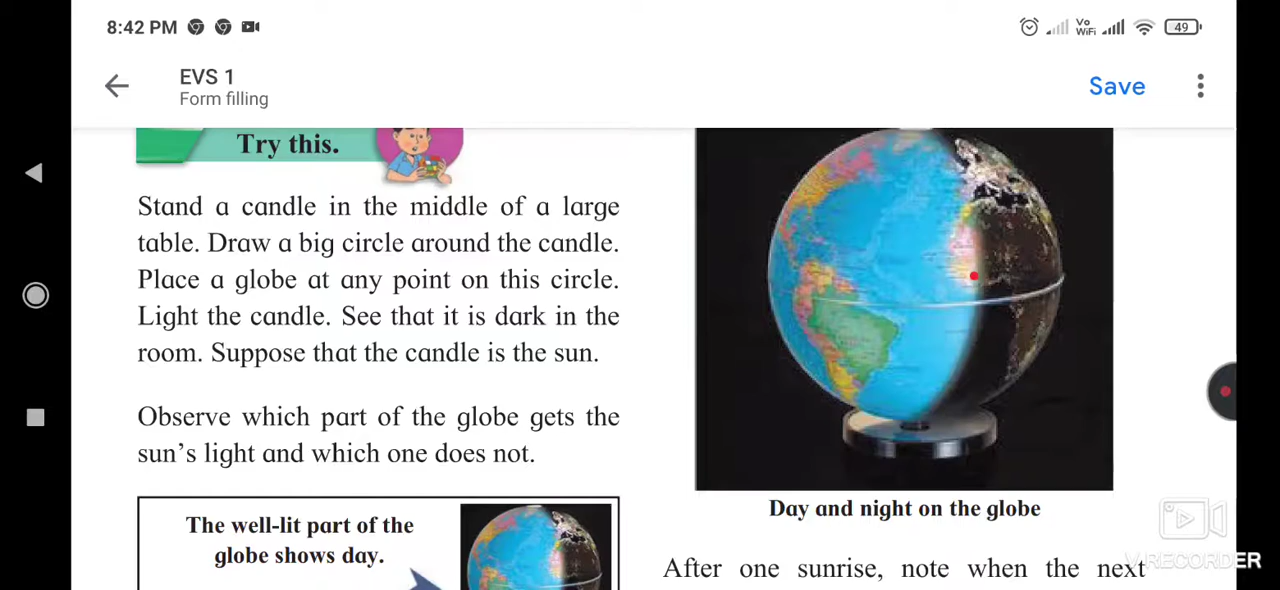 8:42 PM
Vo
WiFi
49
EVS 1
Form filling
Save
Try this.
Stand a candle in the middle of a large
table. Draw a big circle around the candle.
Place a globe at any point on this circle.
Light the candle. See that it is dark in the
room. Suppose that the candle is the sun.
Observe which part of the globe gets the
sun's light and which one does not.
The well-lit part of the
globe shows day.
Day and night on the globe
After one sunrise, note when the next
V.RECORDER